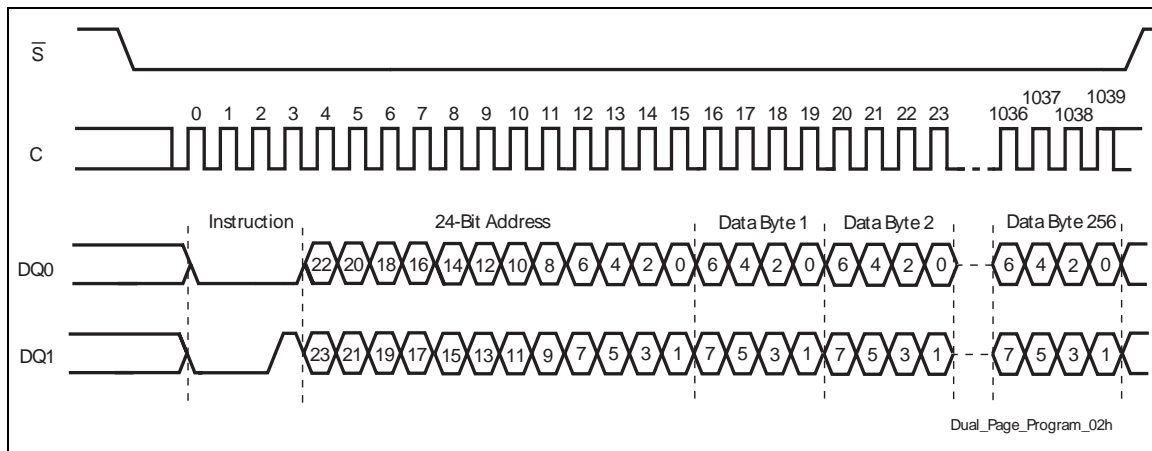 S
0 1 2 3 4 5 6 7 8 9 10 11 12 13 14 15 16 17 18 19 20 21 22 23 1036 1037 1038 1039
C
Instruction 24-Bit Address Data Byte 1 Data Byte 2 Data Byte 256
DQ0 22 20 18 16 14 12 10 8 6 4 2 0 6 4 2 0 6 4 2 0 6 4 2 0
DQ1 23 21 19 17 15 13 11 9 7 5 3 1 7 5 3 1 7 5 3 1 7 5 3 1
Dual_Page_Program_02h